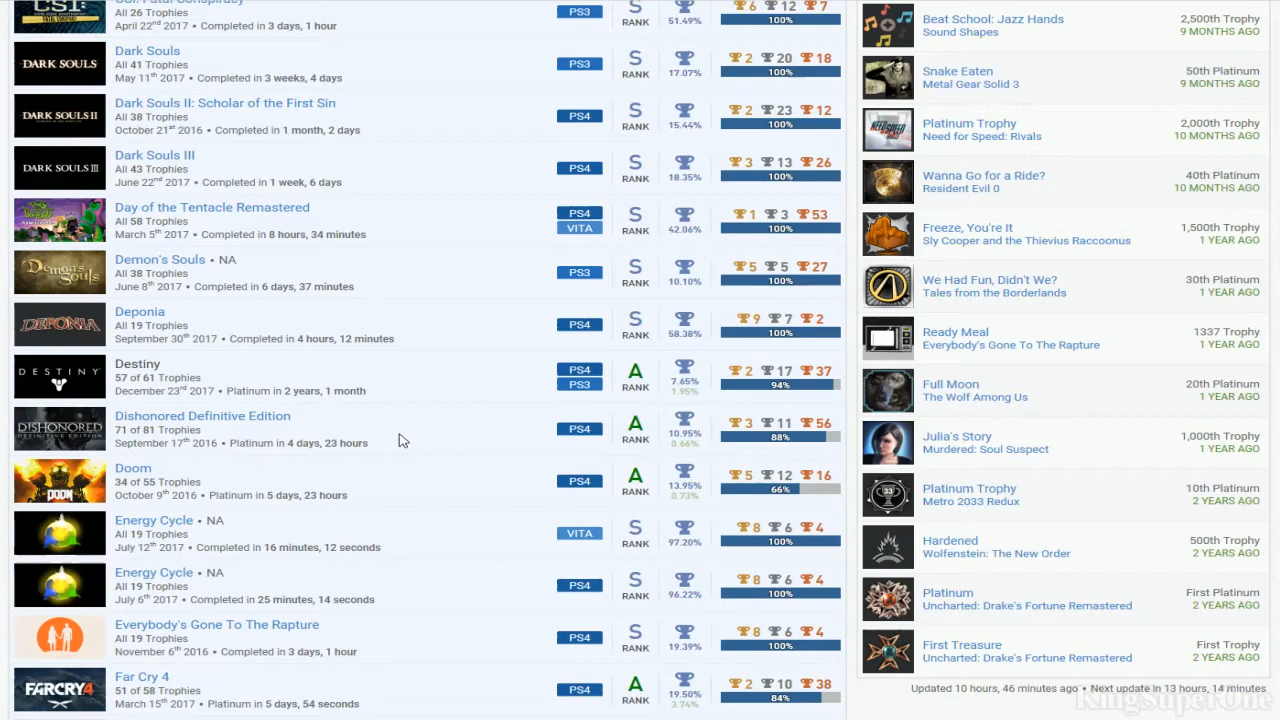 CSI: Fatal Conspiracy
All 26 Trophies
April 22nd 2017 • Completed in 3 days, 1 hour
PS3
S
RANK
51.49%
6 12 7
100%
DARK SOULS
Dark Souls
All 41 Trophies
May 11th 2017 • Completed in 3 weeks, 4 days
PS3
S
RANK
17.07%
2 20 18
100%
DARK SOULS II
Dark Souls II: Scholar of the First Sin
All 38 Trophies
October 21st 2016 • Completed in 1 month, 2 days
PS4
S
RANK
15.44%
2 23 12
100%
DARK SOULS III
Dark Souls III
All 43 Trophies
June 22nd 2017 • Completed in 1 week, 6 days
PS4
S
RANK
18.35%
3 13 26
100%
Day of the Tentacle Remastered
All 58 Trophies
March 5th 2017 • Completed in 8 hours, 34 minutes
PS4
VITA
S
RANK
42.06%
1 3 53
100%
Demon's Souls
Demon's Souls • NA
All 38 Trophies
June 8th 2017 • Completed in 6 days, 37 minutes
PS3
S
RANK
10.10%
5 5 27
100%
DEPONIA
Deponia
All 19 Trophies
September 30th 2017 • Completed in 4 hours, 12 minutes
PS4
S
RANK
58.38%
9 7 2
100%
DESTINY
Destiny
57 of 61 Trophies
December 23rd 2017 • Platinum in 2 years, 1 month
PS4
PS3
A
RANK
7.65%
1.95%
2 17 37
94%
DISHONORED
DEFINITIVE EDITION
Dishonored Definitive Edition
71 of 81 Trophies
September 17th 2016 • Platinum in 4 days, 23 hours
PS4
A
RANK
10.95%
0.66%
3 11 56
88%
DOOM
Doom
34 of 55 Trophies
October 9th 2016 • Platinum in 5 days, 23 hours
PS4
A
RANK
13.95%
0.73%
5 12 16
66%
Energy Cycle • NA
All 19 Trophies
July 12th 2017 • Completed in 16 minutes, 12 seconds
VITA
S
RANK
97.20%
8 6 4
100%
Energy Cycle • NA
All 19 Trophies
July 6th 2017 • Completed in 25 minutes, 14 seconds
PS4
S
RANK
96.22%
8 6 4
100%
Everybody's Gone To The Rapture
All 19 Trophies
November 6th 2016 • Completed in 3 days, 1 hour
PS4
S
RANK
19.39%
8 6 4
100%
FARCRY4
Far Cry 4
51 of 58 Trophies
March 15th 2017 • Platinum in 5 days, 54 seconds
PS4
A
RANK
19.50%
3.74%
2 10 38
84%
Beat School: Jazz Hands
Sound Shapes
2,500th Trophy
9 MONTHS AGO
Snake Eaten
Metal Gear Solid 3
50th Platinum
9 MONTHS AGO
Platinum Trophy
Need for Speed: Rivals
2,000th Trophy
10 MONTHS AGO
Wanna Go for a Ride?
Resident Evil 0
40th Platinum
10 MONTHS AGO
Freeze, You're It
Sly Cooper and the Thievius Raccoonus
1,500th Trophy
1 YEAR AGO
We Had Fun, Didn't We?
Tales from the Borderlands
30th Platinum
1 YEAR AGO
Ready Meal
Everybody's Gone To The Rapture
1337 Trophy
1 YEAR AGO
Full Moon
The Wolf Among Us
20th Platinum
1 YEAR AGO
Julia's Story
Murdered: Soul Suspect
1,000th Trophy
1 YEAR AGO
33
Platinum Trophy
Metro 2033 Redux
10th Platinum
2 YEARS AGO
Hardened
Wolfenstein: The New Order
500th Trophy
2 YEARS AGO
Platinum
Uncharted: Drake's Fortune Remastered
First Platinum
2 YEARS AGO
First Treasure
Uncharted: Drake's Fortune Remastered
First Trophy
2 YEARS AGO
Updated 10 hours, 46 minutes ago • Next update in 13 hours, 14 minutes
KingSuperOne